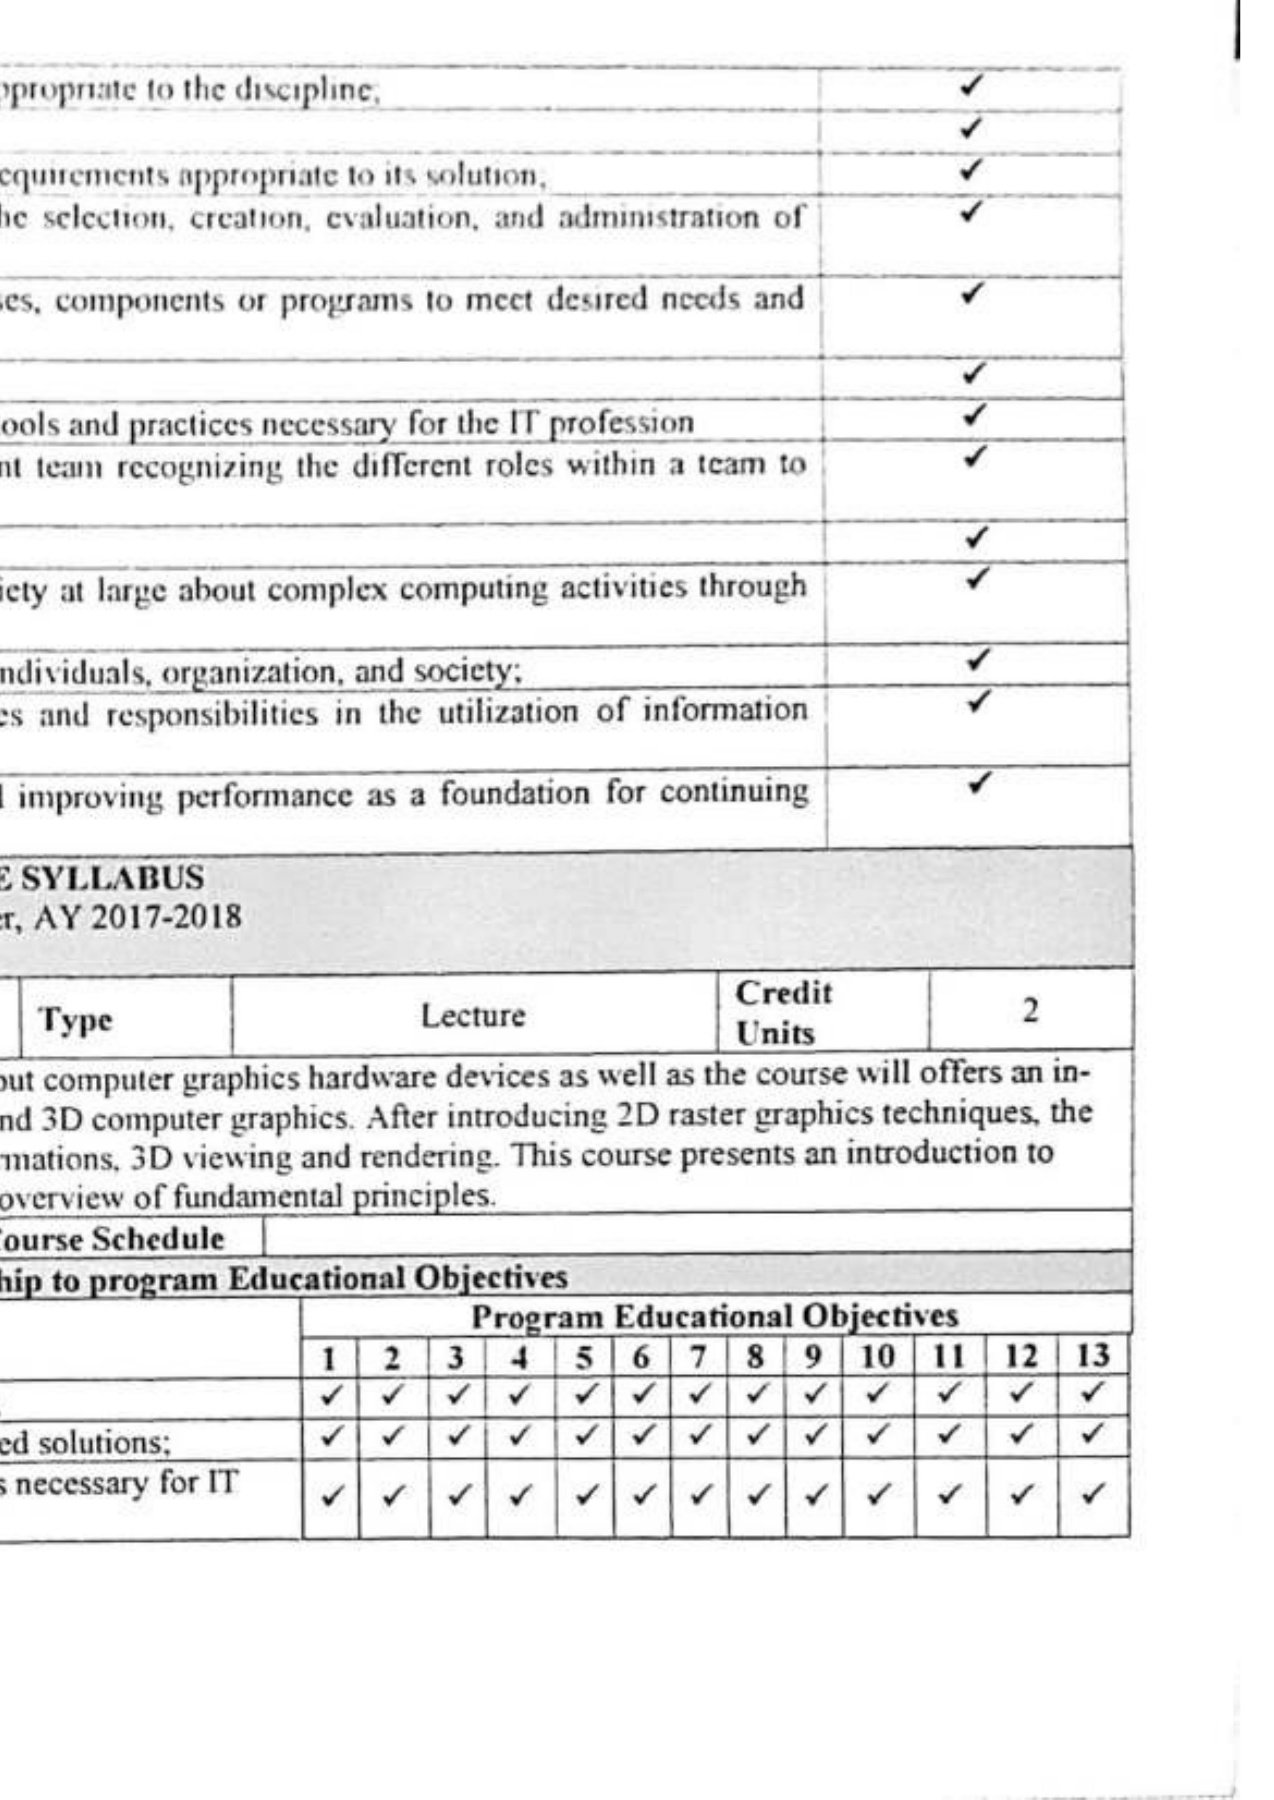 ppropriate to the discipline; ✓
✓
equirements appropriate to its solution; ✓
he selection, creation, evaluation, and administration of ✓
ses, components or programs to meet desired needs and ✓
✓
ools and practices necessary for the IT profession ✓
nt team recognizing the different roles within a team to ✓
✓
iety at large about complex computing activities through ✓
ndividuals, organization, and society; ✓
es and responsibilities in the utilization of information ✓
l improving performance as a foundation for continuing ✓
E SYLLABUS
er, AY 2017-2018
Type Lecture Credit Units 2
out computer graphics hardware devices as well as the course will offers an in-
nd 3D computer graphics. After introducing 2D raster graphics techniques, the
mations, 3D viewing and rendering. This course presents an introduction to
overview of fundamental principles.
Course Schedule
hip to program Educational Objectives
Program Educational Objectives
1 2 3 4 5 6 7 8 9 10 11 12 13
✓ ✓ ✓ ✓ ✓ ✓ ✓ ✓ ✓ ✓ ✓ ✓ ✓
ed solutions; ✓ ✓ ✓ ✓ ✓ ✓ ✓ ✓ ✓ ✓ ✓ ✓ ✓
s necessary for IT ✓ ✓ ✓ ✓ ✓ ✓ ✓ ✓ ✓ ✓ ✓ ✓ ✓